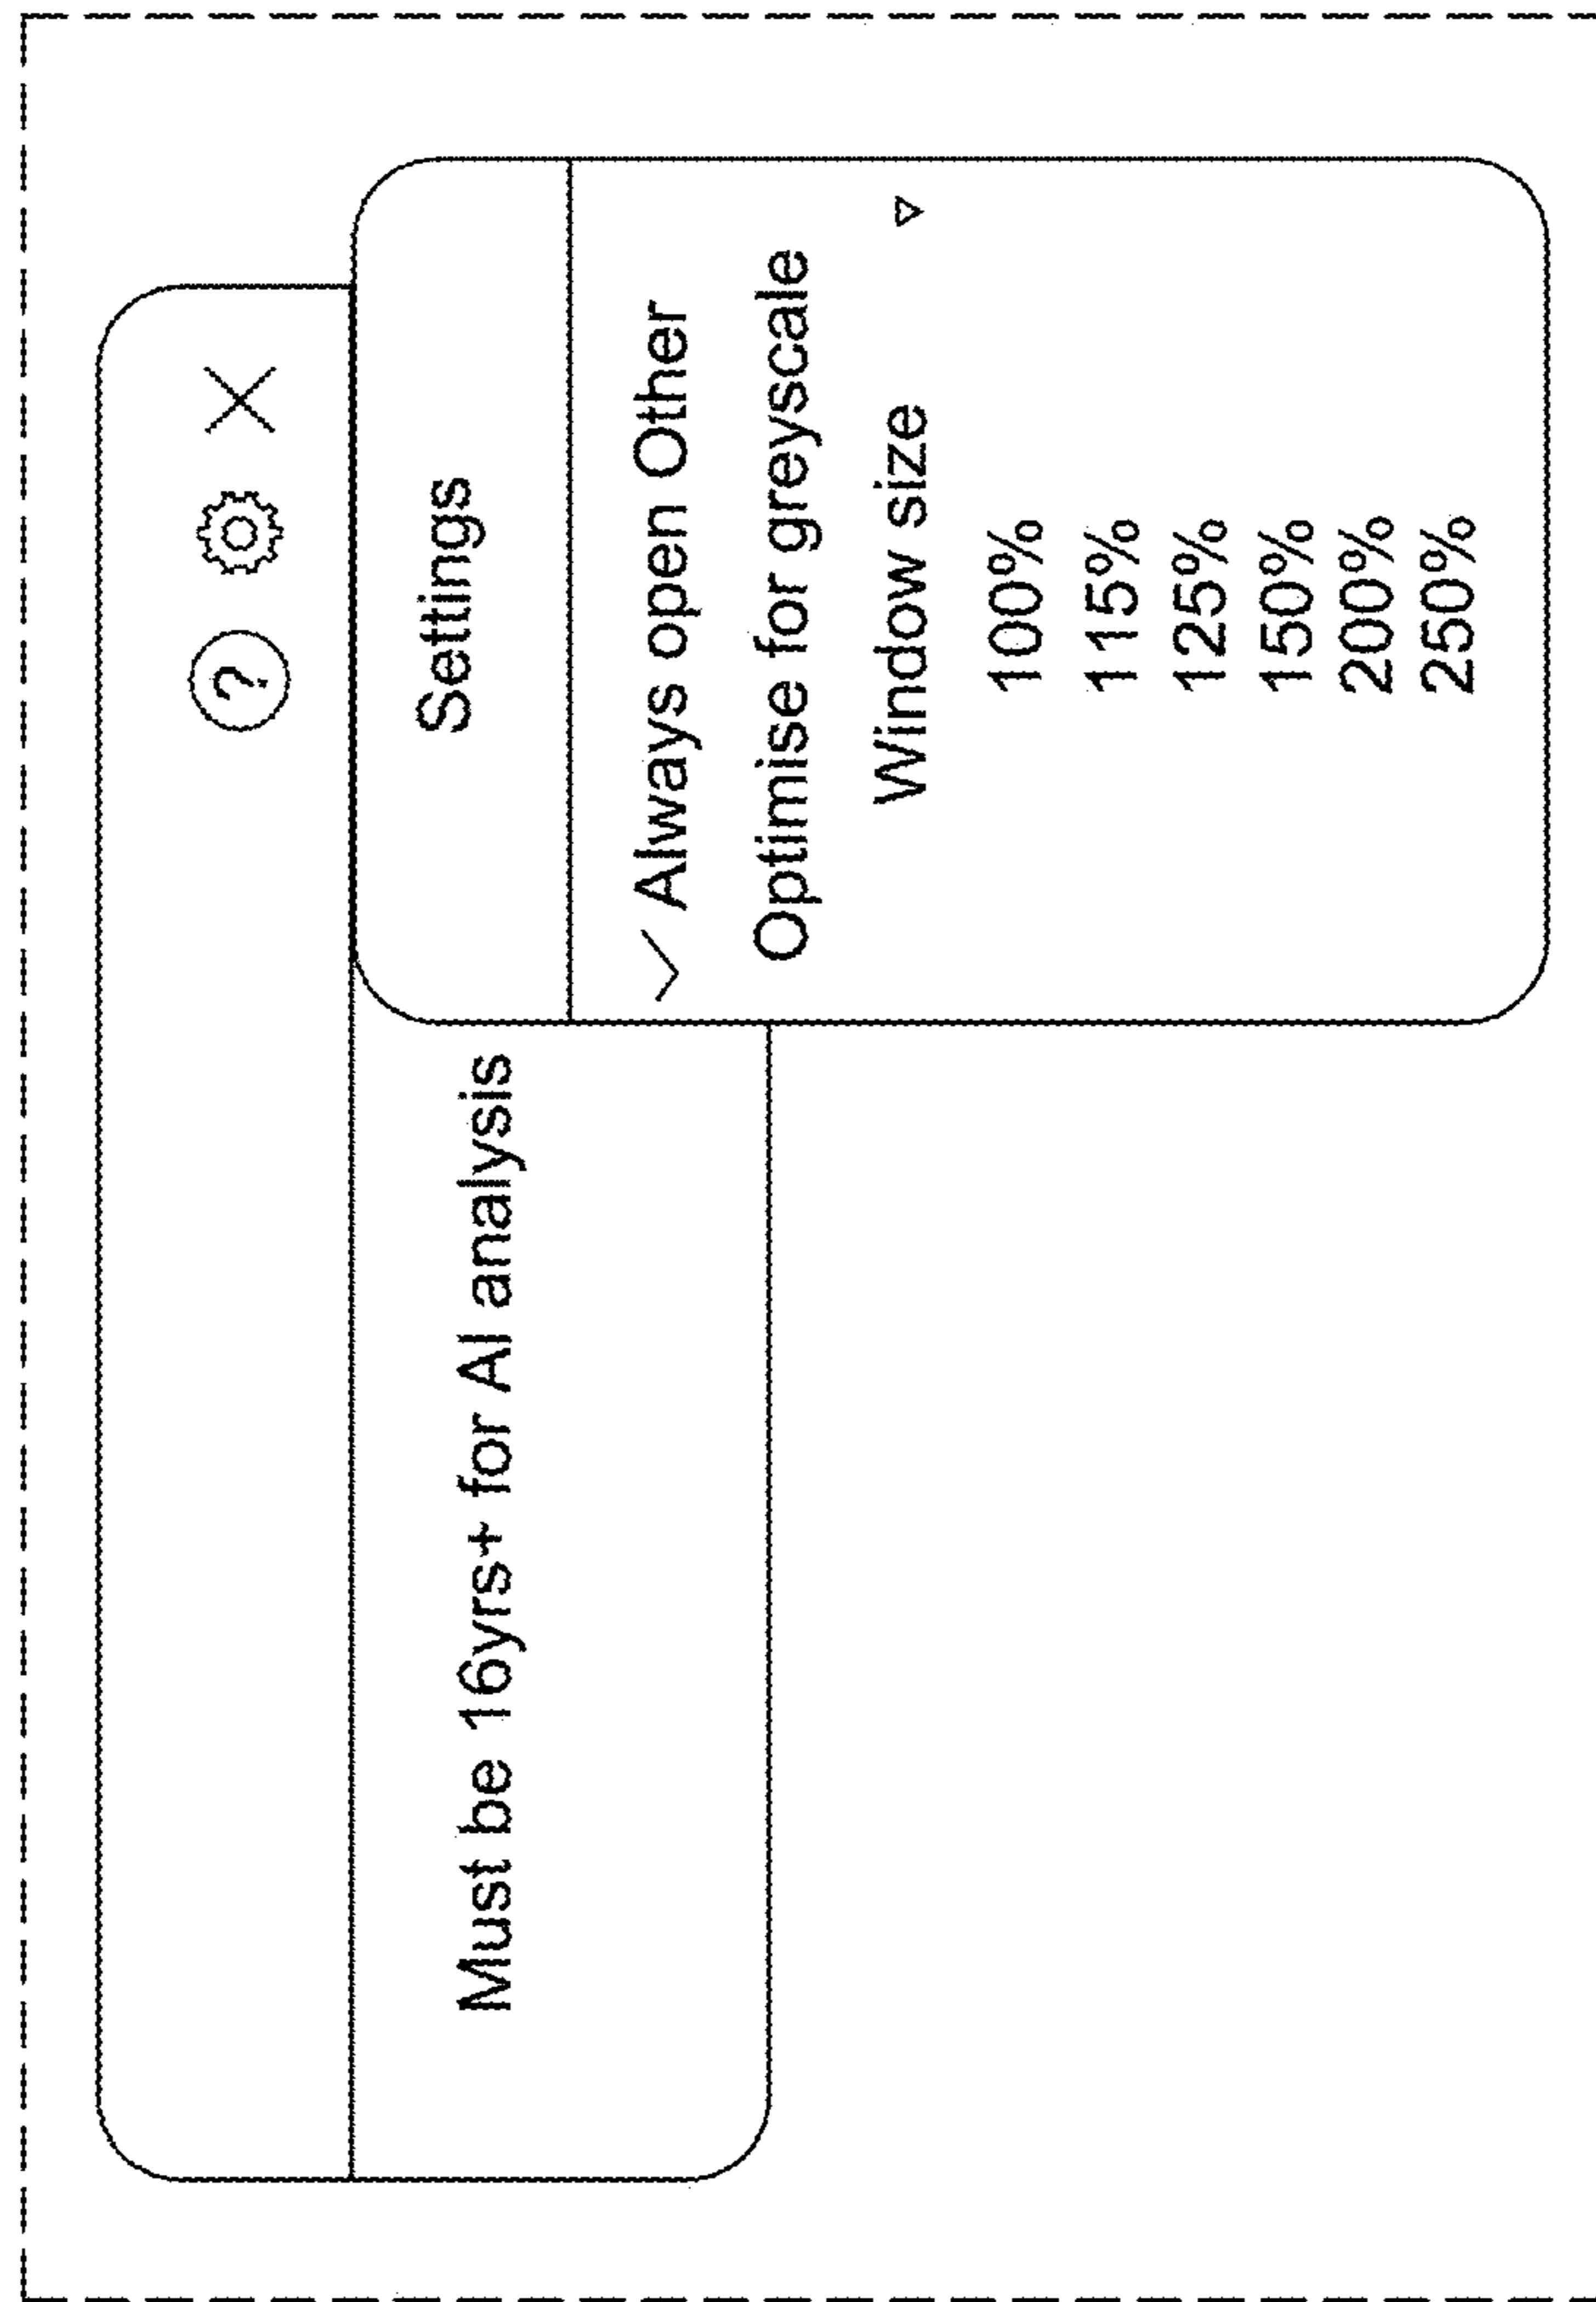 ?
Must be 16yrs+ for AI analysis
Settings
Always open Other
Optimise for greyscale
Window size
100%
115%
125%
150%
200%
250%